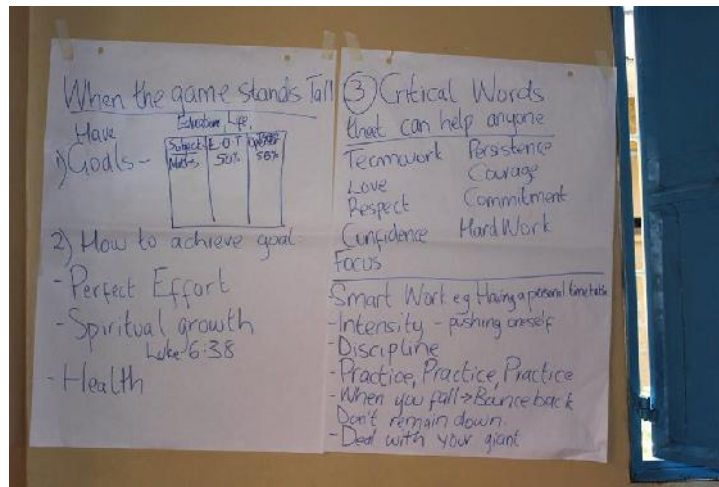 When the game stands Tall
Have Education, Life,
1) Goals -
Subject E.O.T
Maths 50% 56%
2) How to achieve goal
- Perfect Effort
- Spiritual growth
Luke 6:38
- Health
③ Critical Words
that can help anyone
Teamwork Persistence
Love Courage
Respect Commitment
Confidence Hard Work
Focus
Smart Work eg Having a personal timetable
- Intensity - pushing oneself
- Discipline
- Practice, Practice, Practice
- When you fall → Bounce back
Don't remain down.
- Deal with your giant